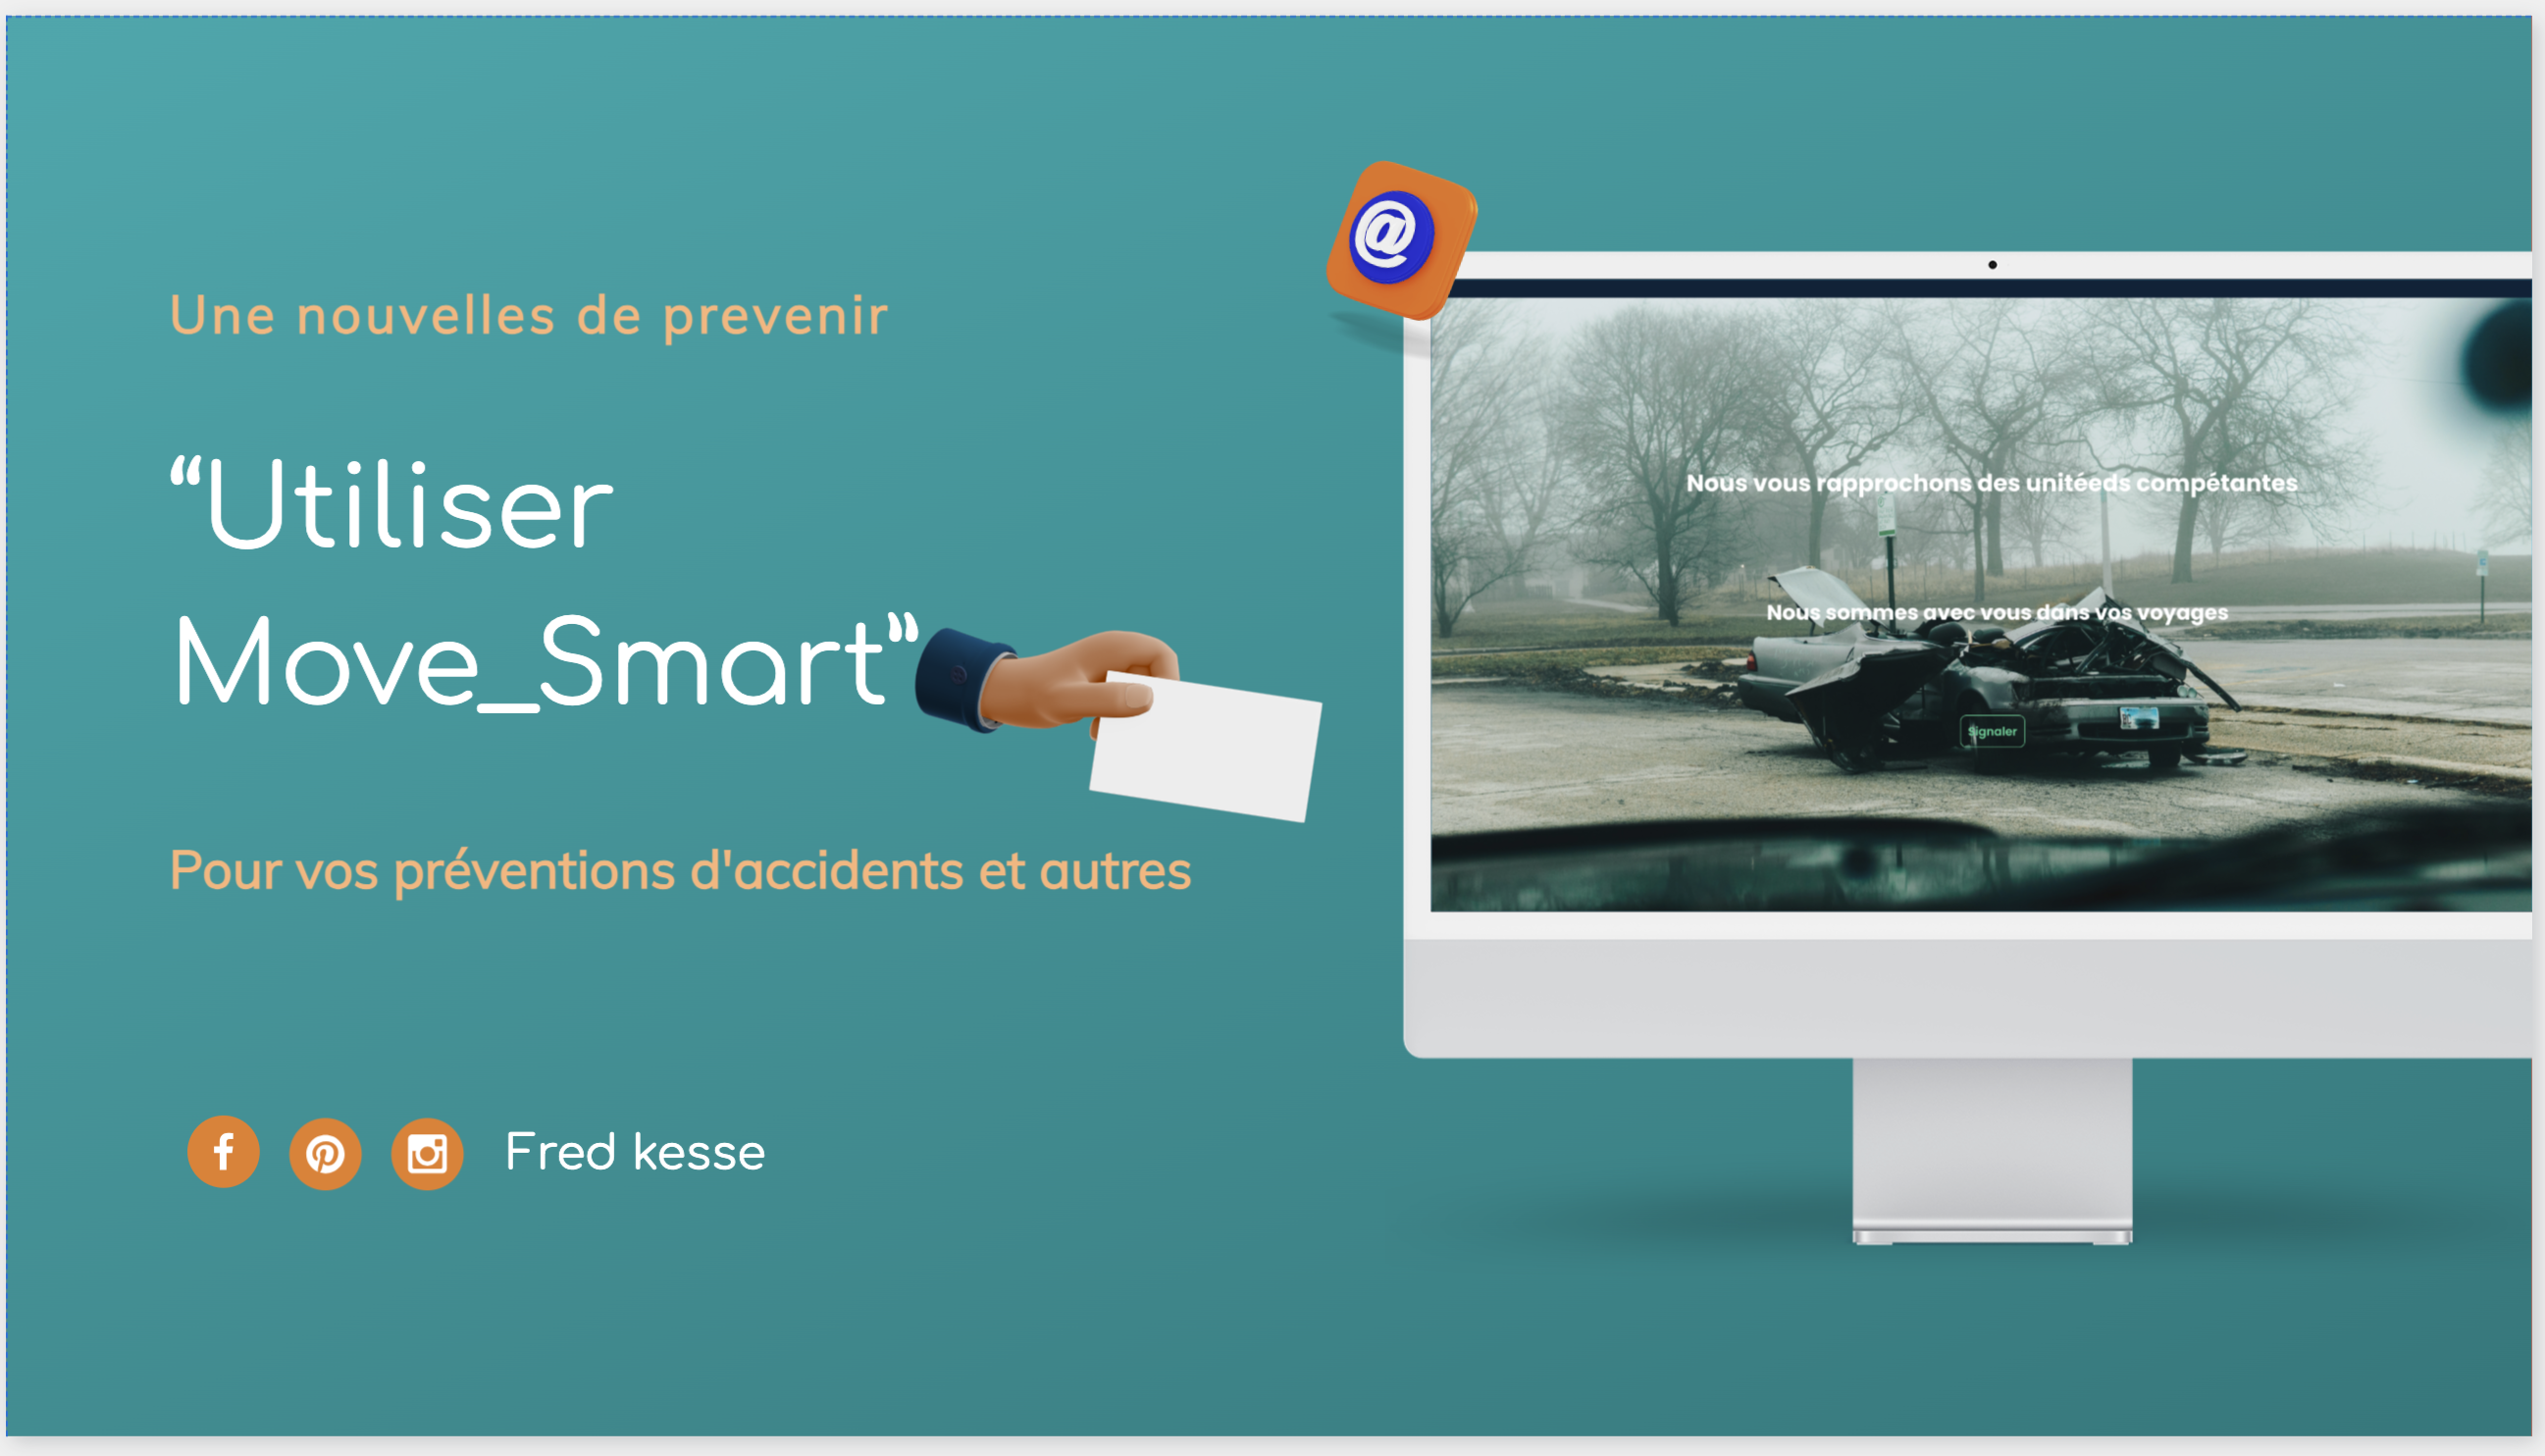 Une nouvelles de prevenir
“Utiliser
Move_Smart”
Pour vos préventions d'accidents et autres
Fred kesse
@
Nous vous rapprochons des unitéeds compétantes
Nous sommes avec vous dans vos voyages
Signaler